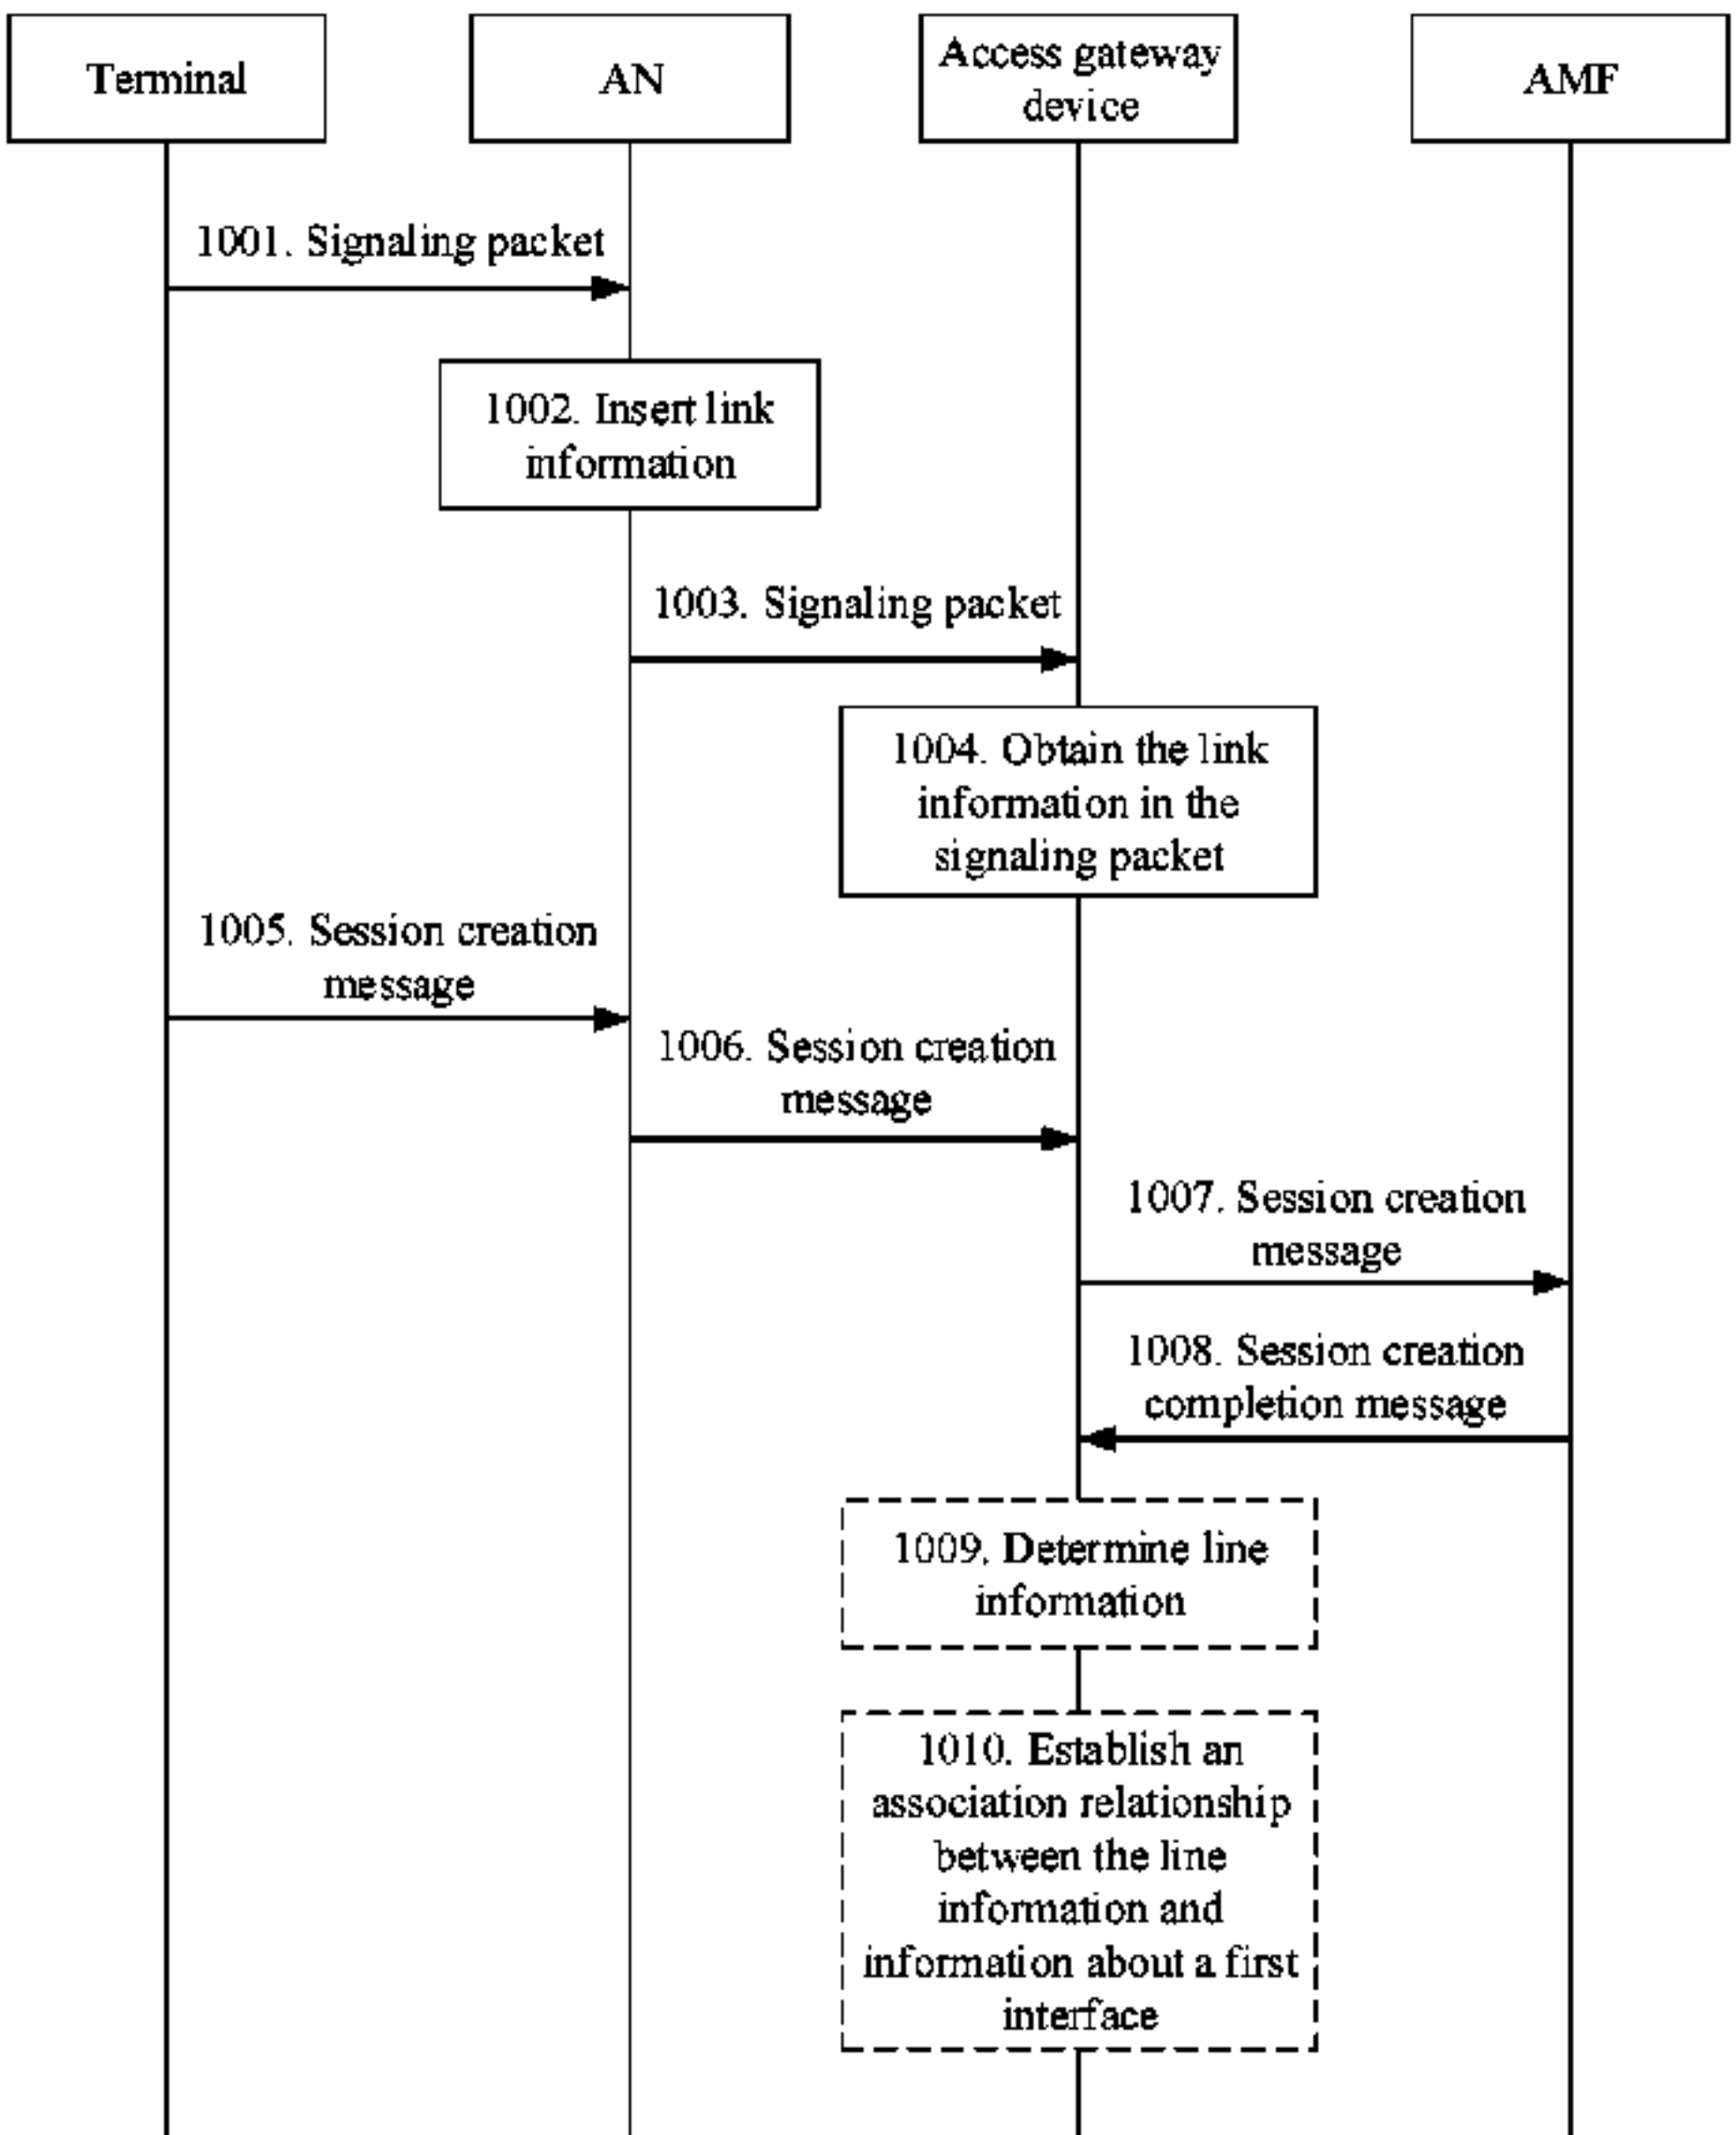 Terminal
AN
Access gateway
device
AMF
1001. Signaling packet
1002. Insert link
information
1003. Signaling packet
1004. Obtain the link
information in the
signaling packet
1005. Session creation
message
1006. Session creation
message
1007. Session creation
message
1008. Session creation
completion message
1009. Determine line
information
1010. Establish an
association relationship
between the line
information and
information about a first
interface